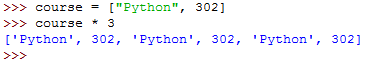 >>> course = ["Python", 302]
>>> course * 3
['Python', 302, 'Python', 302, 'Python', 302]
>>>